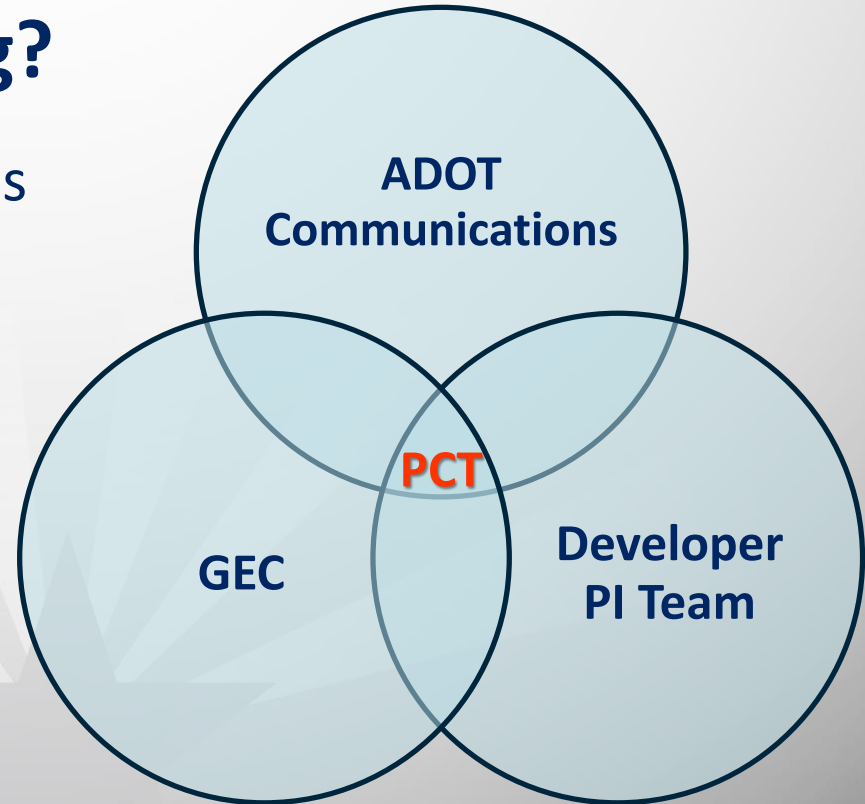 g?
s
ADOT
Communications
PCT
GEC
Developer
PI Team